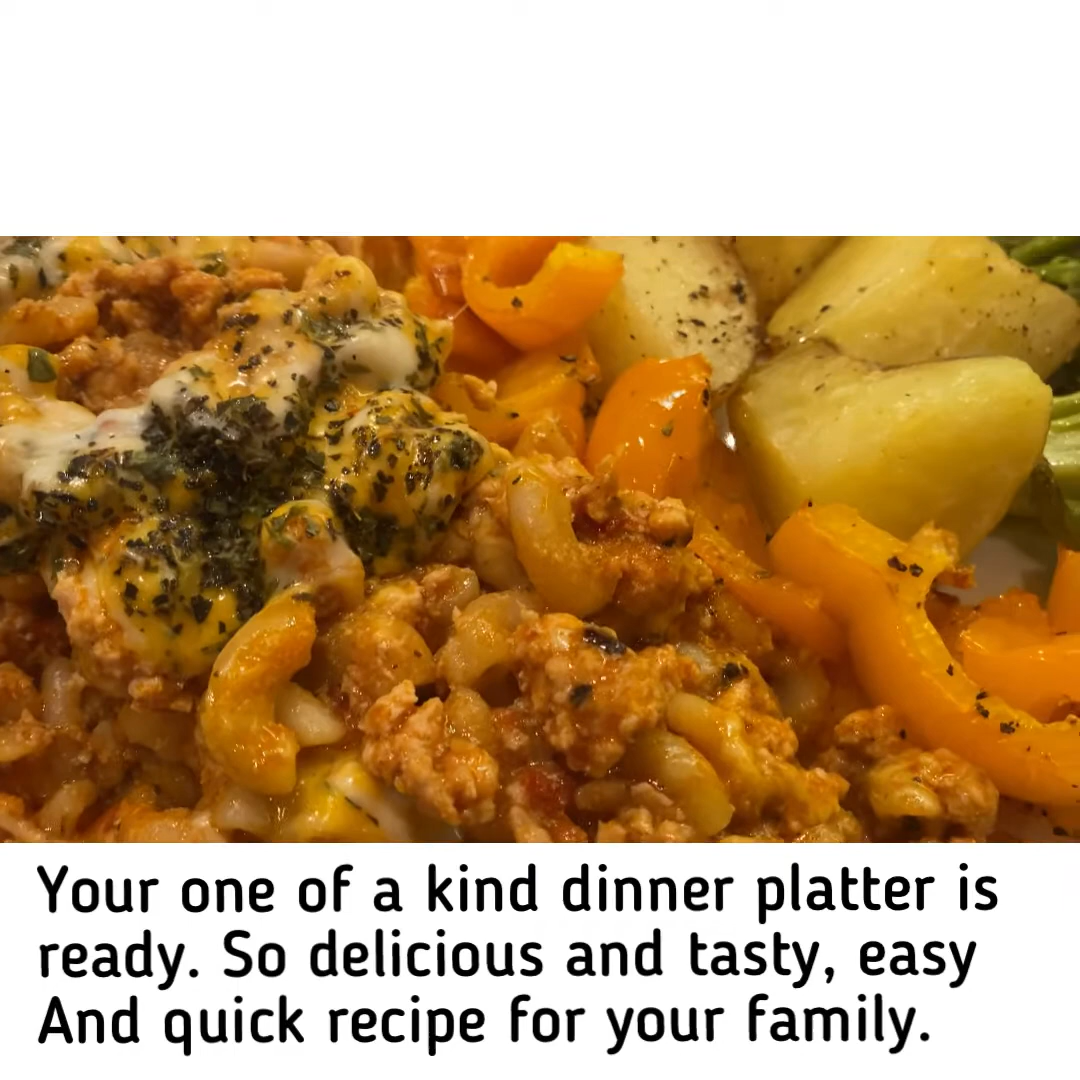 Your one of a kind dinner platter is
ready. So delicious and tasty, easy
And quick recipe for your family.